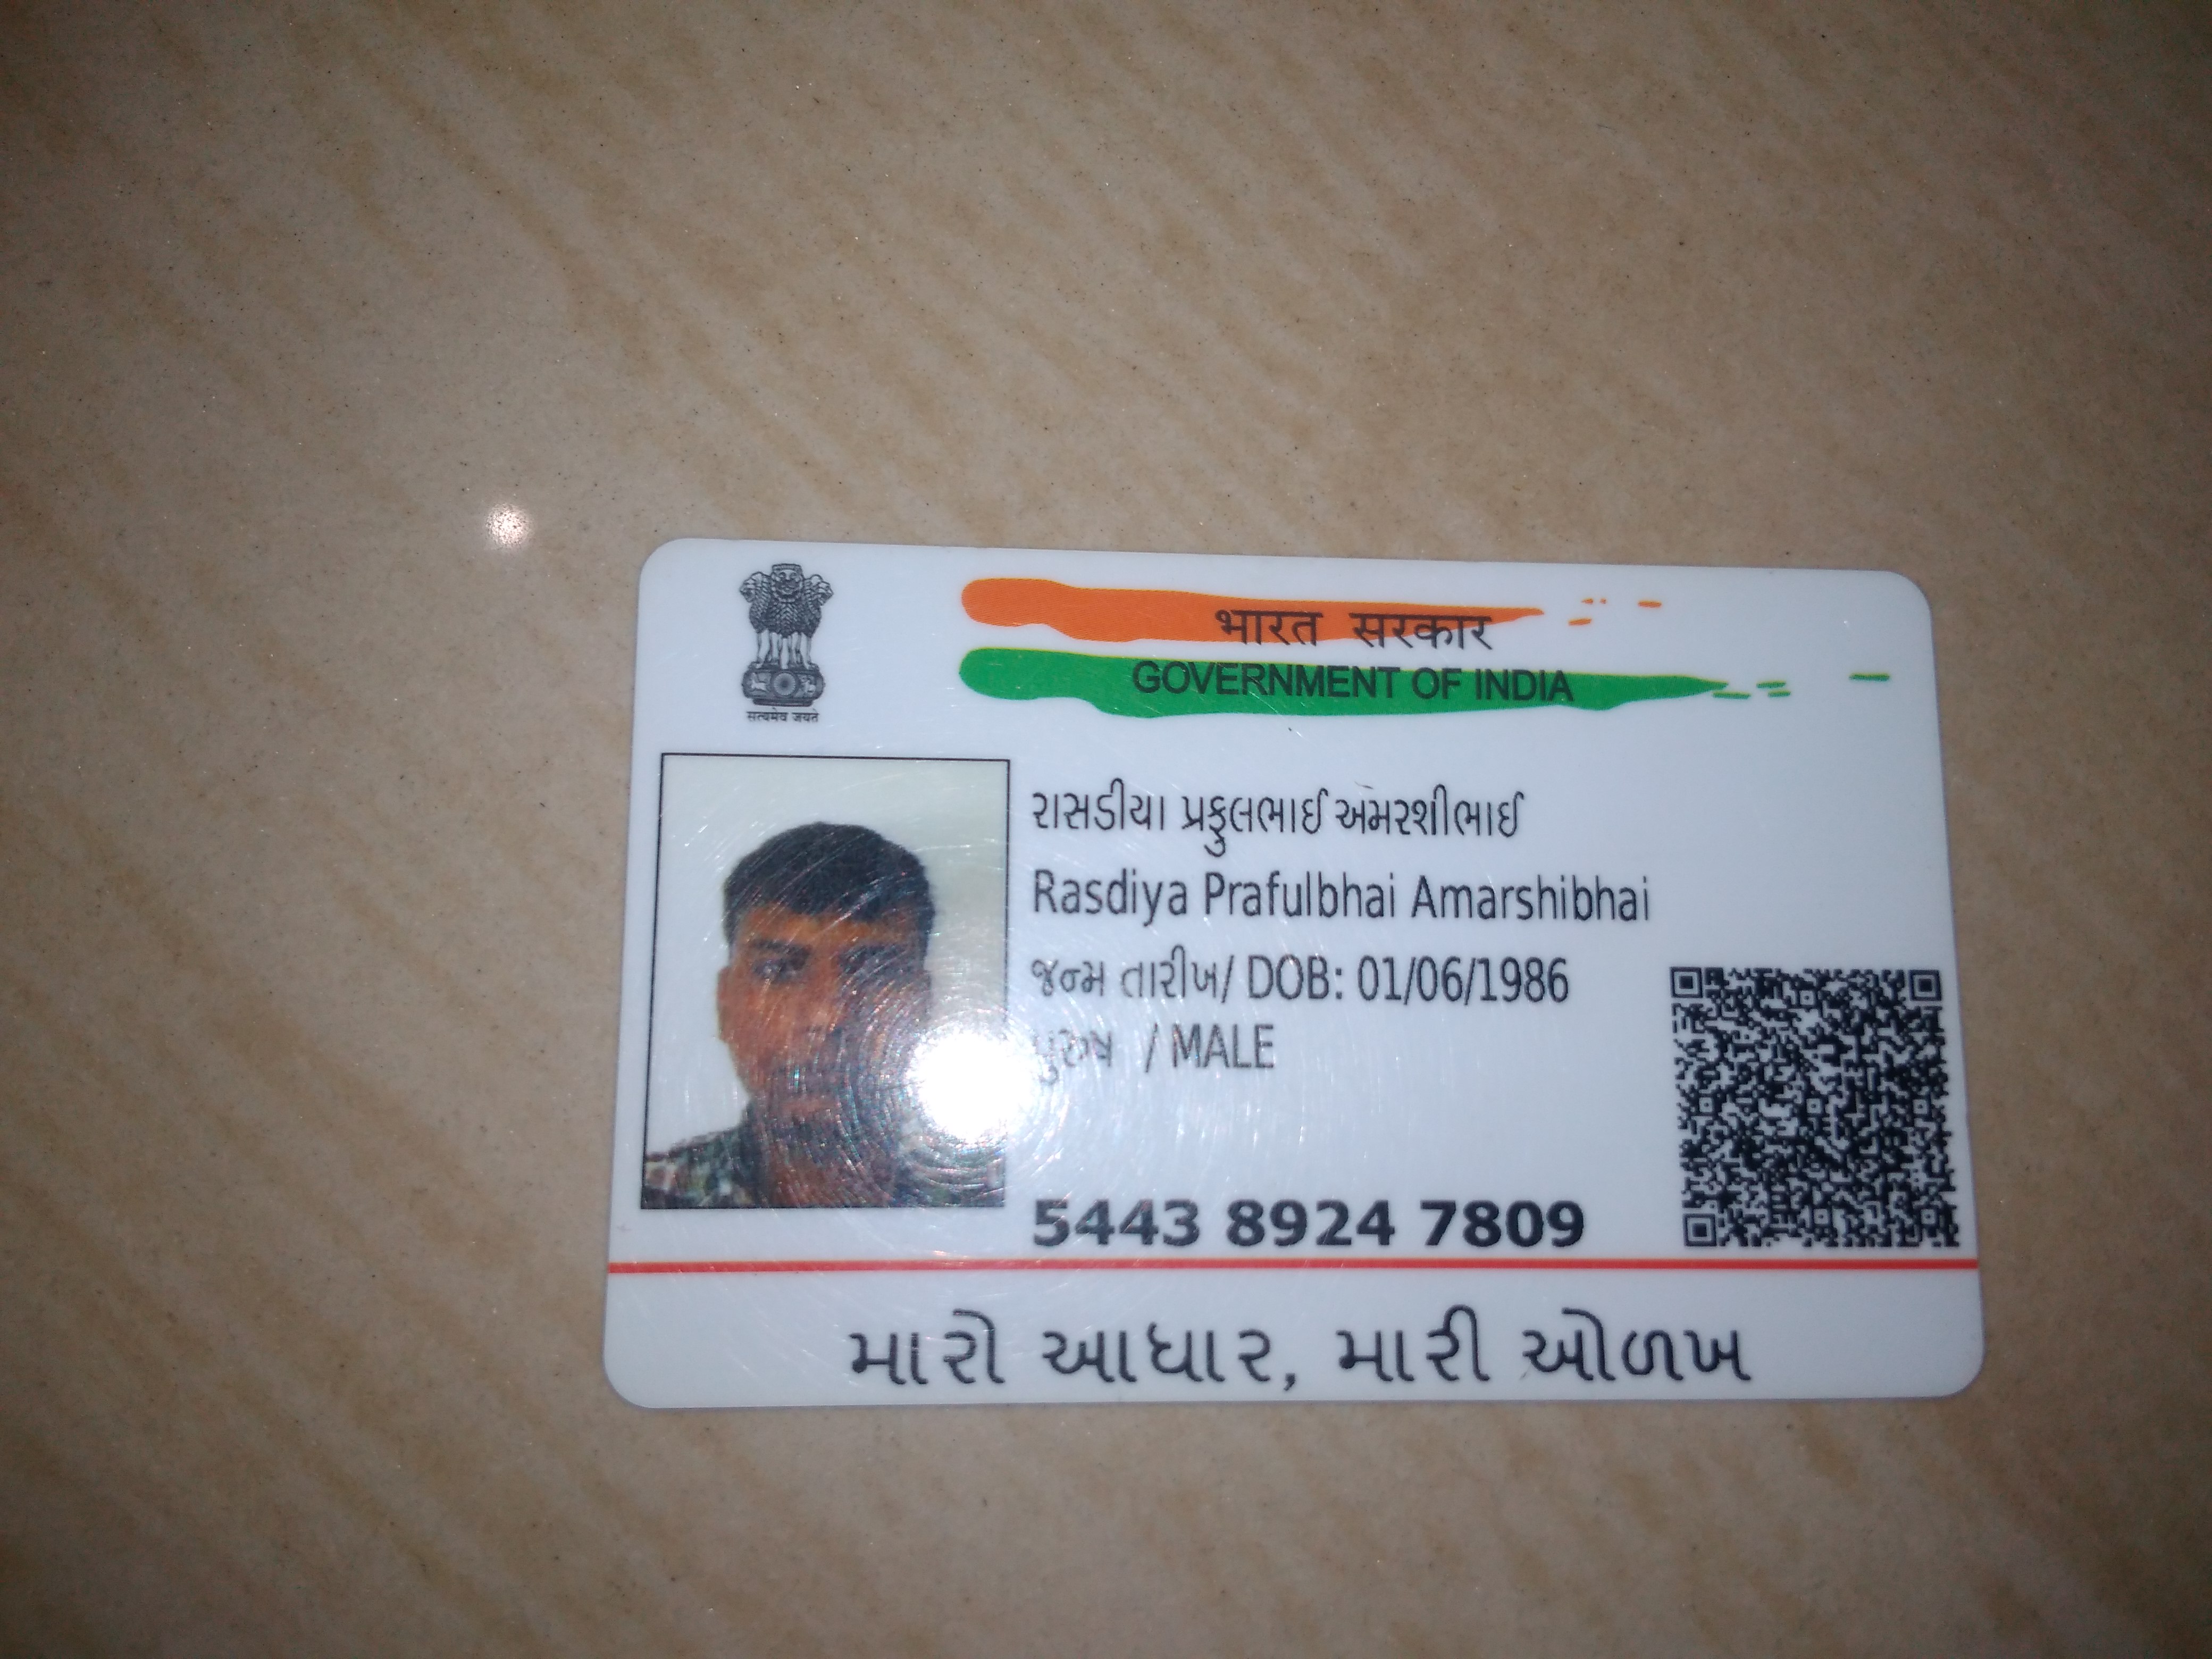 सत्यमेव जयते
भारत सरकार
GOVERNMENT OF INDIA
રાસડીયા પ્રફુલભાઈ અમરશીભાઈ
Rasdiya Prafulbhai Amarshibhai
જન્મ તારીખ/ DOB: 01/06/1986
પુરુષ / MALE
5443 8924 7809
મારો આધાર, મારી ઓળખ